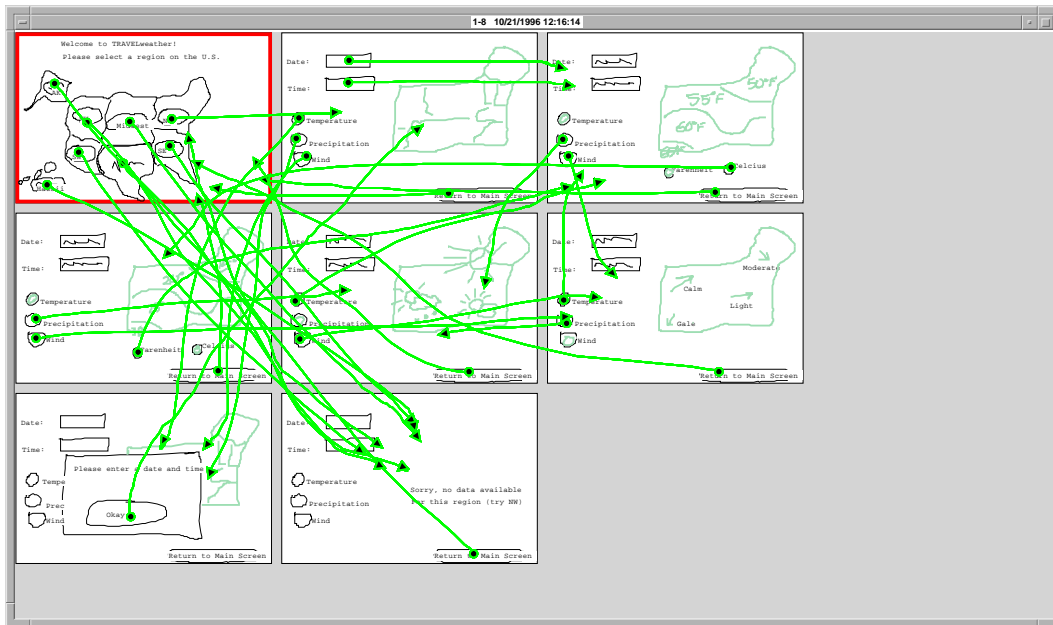 1-8 10/21/1996 12:16:14
Welcome to TRAVELweather!
Please select a region on the U.S.
AK
Midwest
SE
Date:
Time:
Temperature
Precipitation
Wind
Return to Main Screen
Date:
Time:
Temperature
Precipitation
Wind
50°F
55°F
60°F
Celcius
Return to Main Screen
Date:
Time:
Temperature
Precipitation
Wind
Return to Main Screen
Date:
Time:
Temperature
Precipitation
Wind
Return to Main Screen
Date:
Time:
Temperature
Precipitation
Wind
Moderate
Calm
Light
Gale
Return to Main Screen
Date:
Time:
Please enter a date and time
Tempe
Prec
Wind
Okay
Return to Main Screen
Date:
Time:
Temperature
Precipitation
Wind
Sorry, no data available
for this region (try NW)
Return to Main Screen